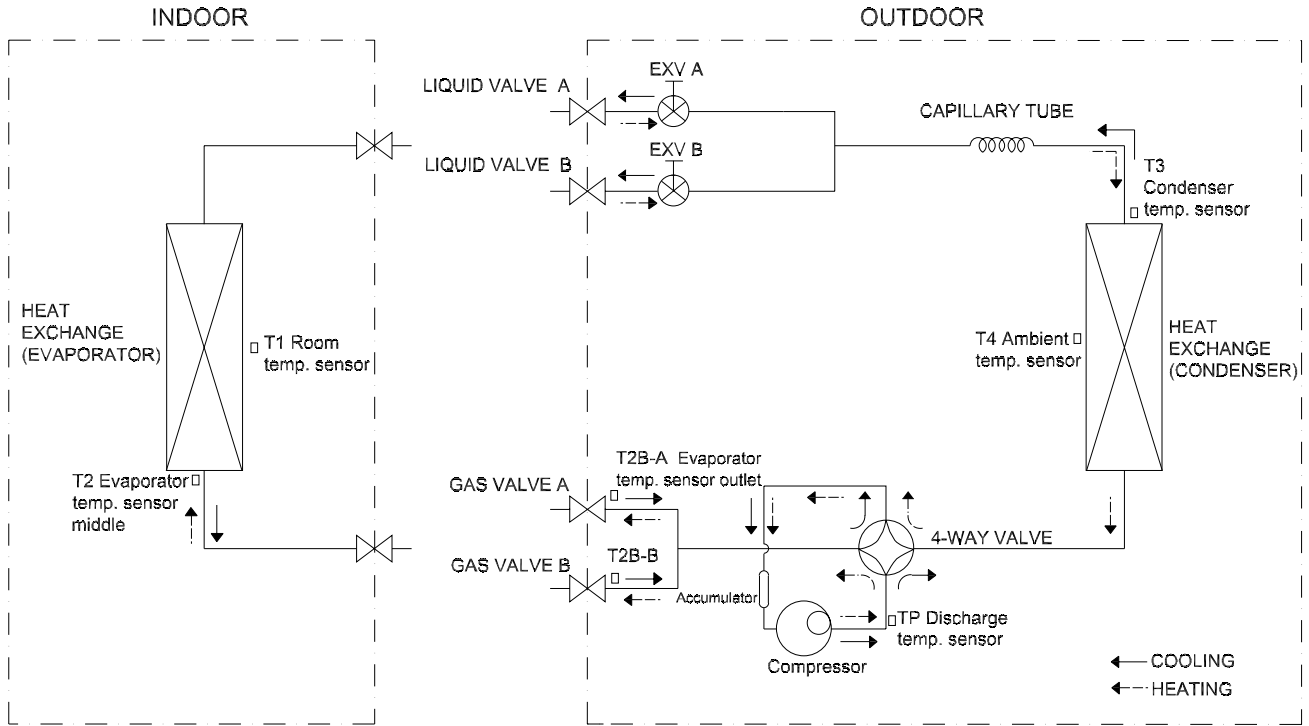 INDOOR
OUTDOOR
LIQUID VALVE A
EXV A
LIQUID VALVE B
EXV B
CAPILLARY TUBE
T3
Condenser
temp. sensor
HEAT
EXCHANGE
(EVAPORATOR)
T1 Room
temp. sensor
T4 Ambient
temp. sensor
HEAT
EXCHANGE
(CONDENSER)
T2 Evaporator
temp. sensor
middle
GAS VALVE A
T2B-A Evaporator
temp. sensor outlet
4-WAY VALVE
GAS VALVE B
T2B-B
Accumulator
TP Discharge
temp. sensor
Compressor
COOLING
HEATING